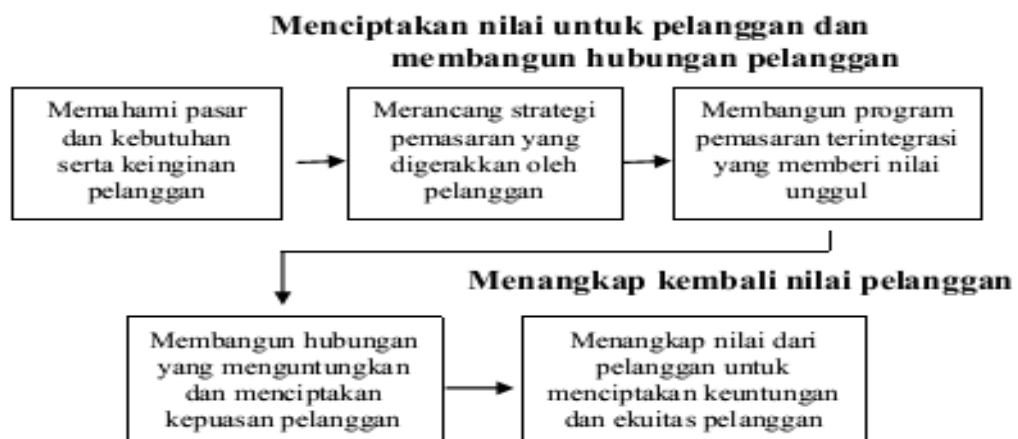 Menciptakan nilai untuk pelanggan dan
membangun hubungan pelanggan
Memahami pasar
dan kebutuhan
serta keinginan
pelanggan
Merancang strategi
pemasaran yang
digerakkan oleh
pelanggan
Membangun program
pemasaran terintegrasi
yang memberi nilai
unggul
Menangkap kembali nilai pelanggan
Membangun hubungan
yang menguntungkan
dan menciptakan
kepuasan pelanggan
Menangkap nilai dari
pelanggan untuk
menciptakan keuntungan
dan ekuitas pelanggan